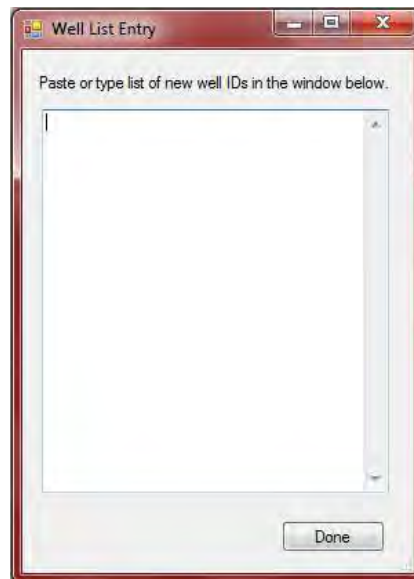 Well List Entry
Paste or type list of new well IDs in the window below.
Done